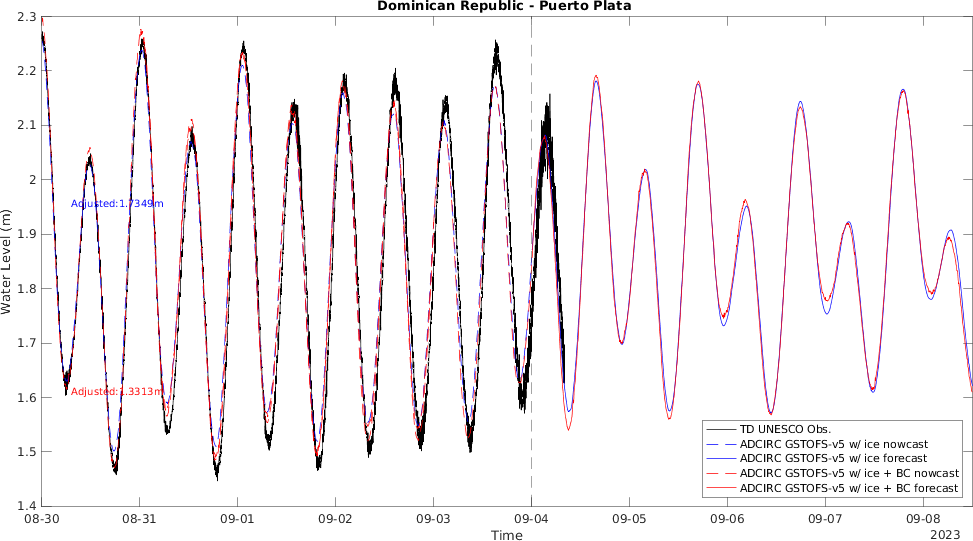 Dominican Republic - Puerto Plata
2.3
2.2
2.1
2
1.9
1.8
1.7
1.6
1.5
1.4
Water Level (m)
Adjusted:1.7349m
Adjusted:1.3313m
TD UNESCO Obs.
ADCIRC GSTOFS-v5 w/ ice nowcast
ADCIRC GSTOFS-v5 w/ ice forecast
ADCIRC GSTOFS-v5 w/ ice + BC nowcast
ADCIRC GSTOFS-v5 w/ ice + BC forecast
08-30 08-31 09-01 09-02 09-03 09-04 09-05 09-06 09-07 09-08
Time
2023